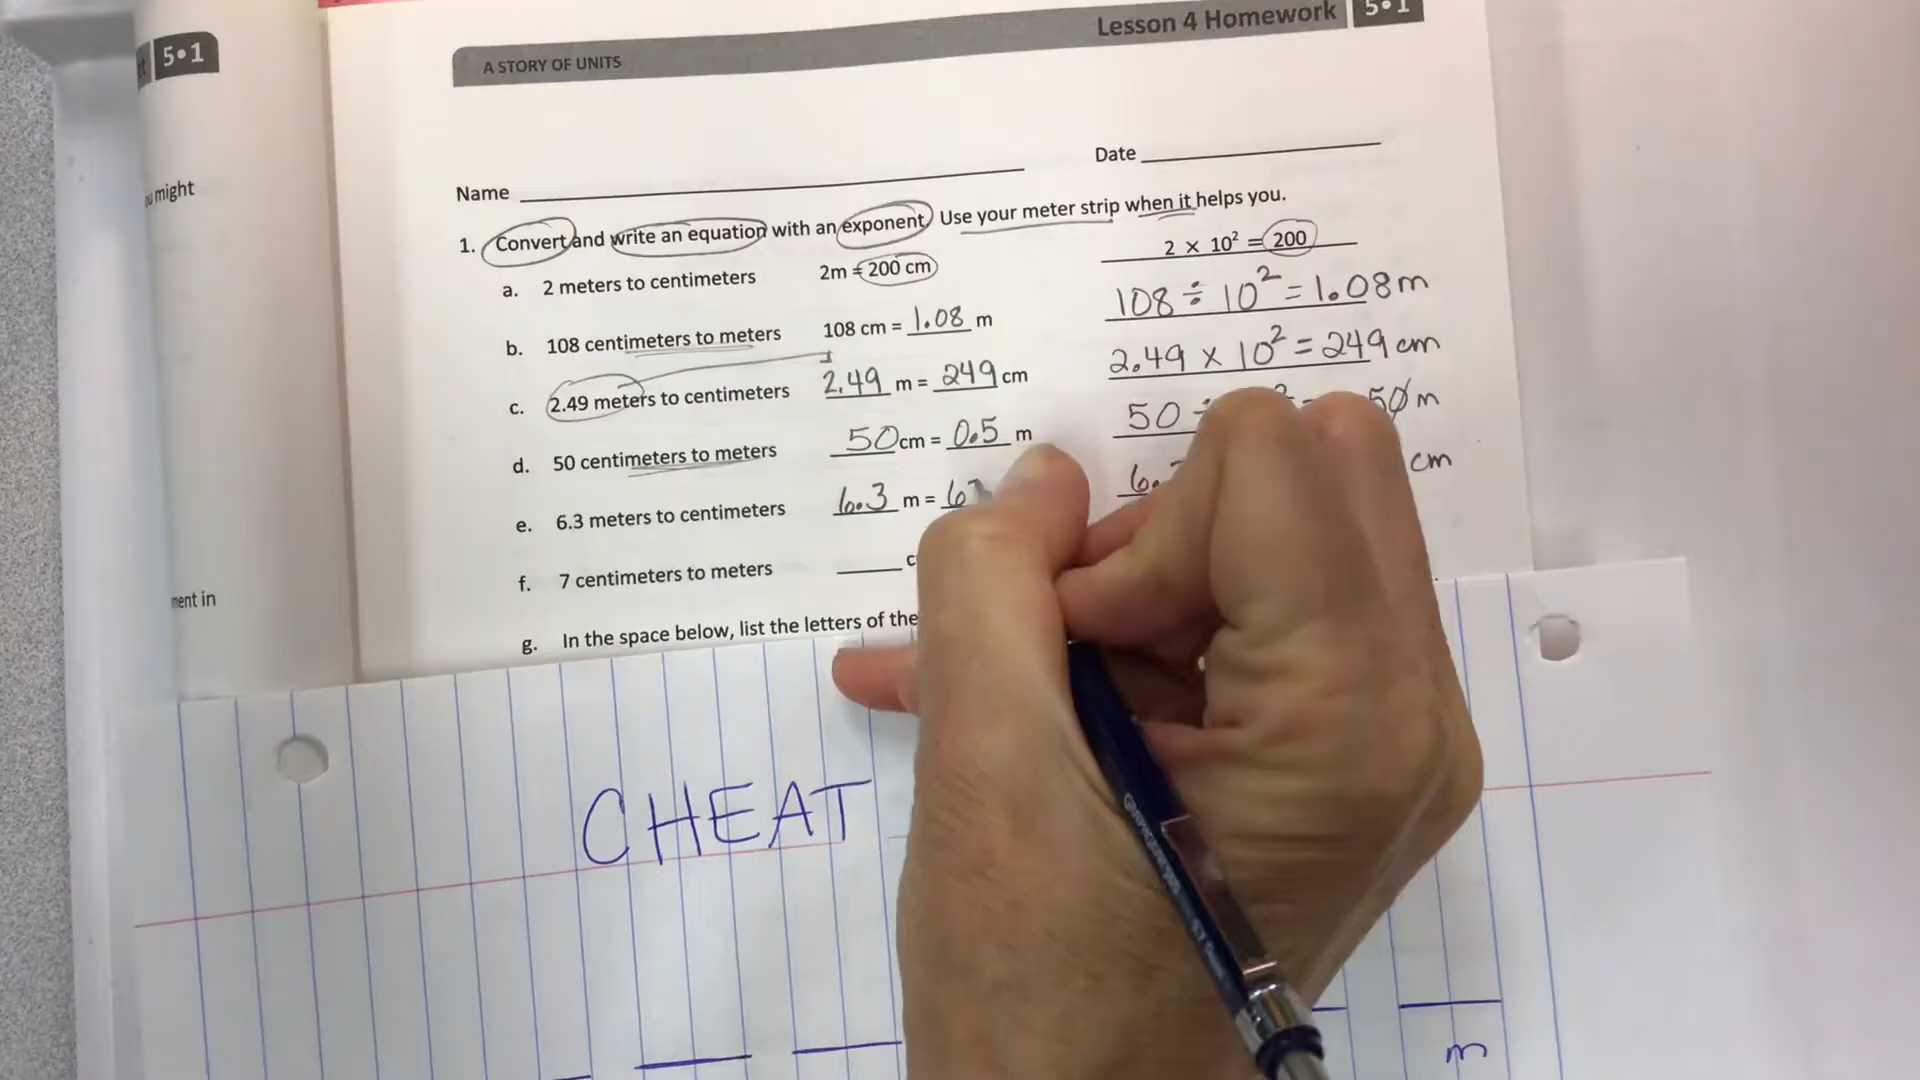 5•1
A STORY OF UNITS
Lesson 4 Homework 5•1
might
Name
Date
1. Convert and write an equation with an exponent. Use your meter strip when it helps you.
a. 2 meters to centimeters 2m = 200 cm 2 × 10² = 200
b. 108 centimeters to meters 108 cm = 1.08 m 108 ÷ 10² = 1.08 m
c. 2.49 meters to centimeters 2.49 m = 249 cm 2.49 × 10² = 249 cm
d. 50 centimeters to meters 50 cm = 0.5 m 50 ÷ 50 m
e. 6.3 meters to centimeters 6.3 m = 6 6. cm
f. 7 centimeters to meters
ment in
g. In the space below, list the letters of the
CHEAT
m